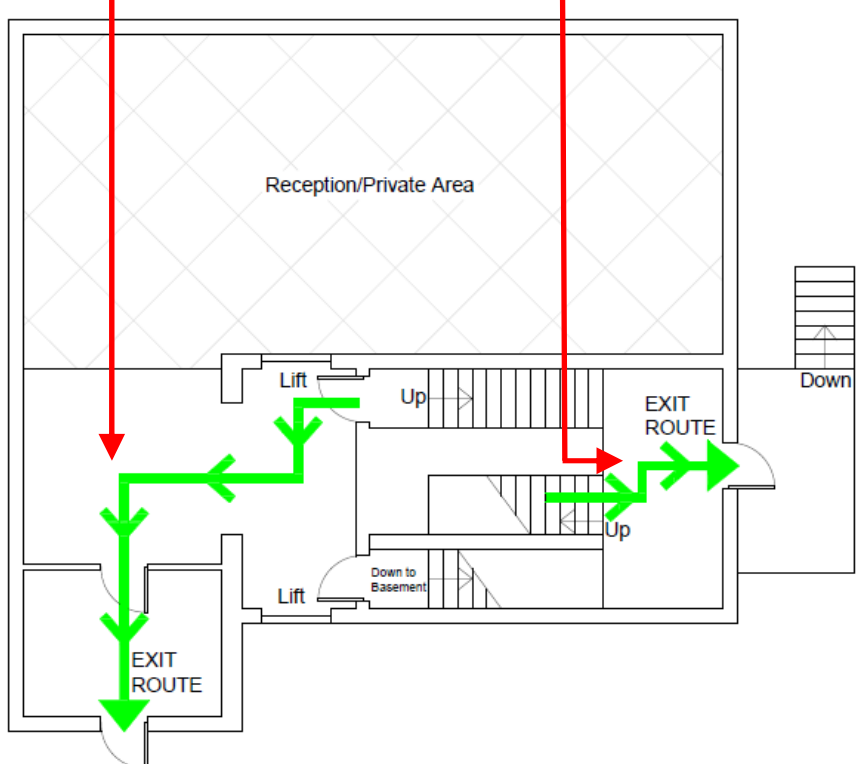 Reception/Private Area
Lift
Up
EXIT
ROUTE
Down
Up
Down to
Basement
Lift
EXIT
ROUTE